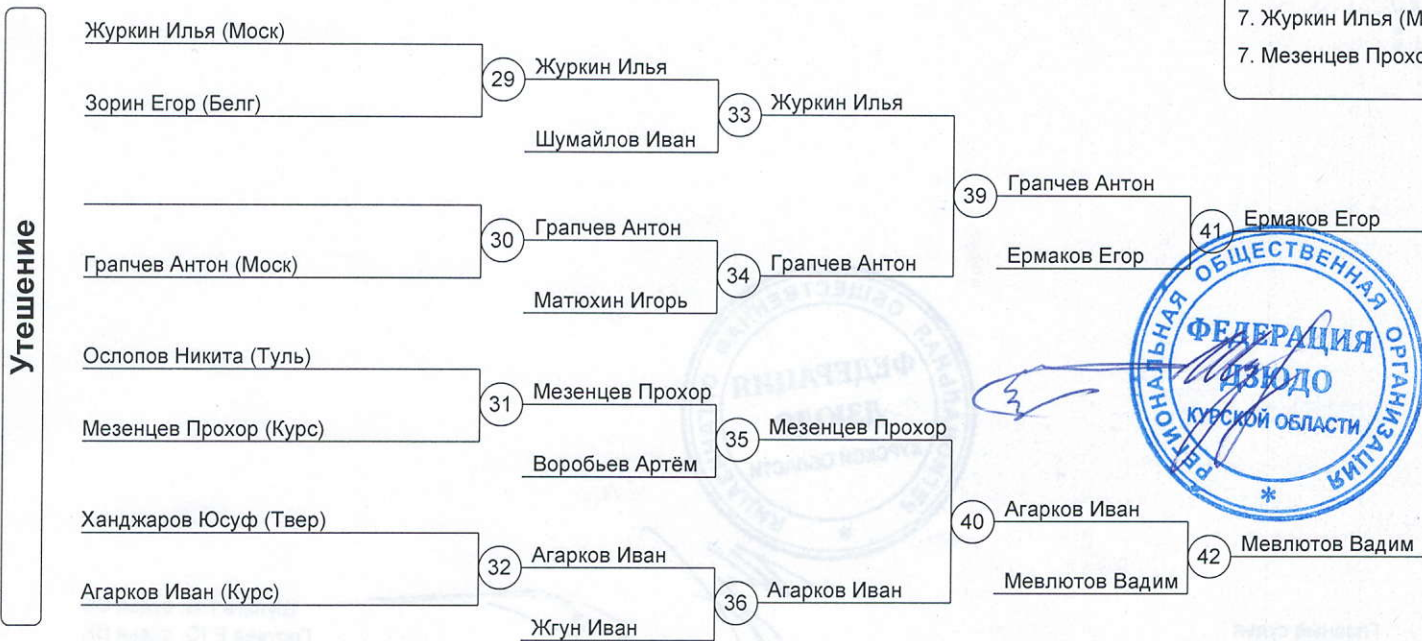 Утешение
7. Журкин Илья (М
7. Мезенцев Прохо
Журкин Илья (Моск)
29
Журкин Илья
Зорин Егор (Белг)
33
Журкин Илья
Шумайлов Иван
39
Грапчев Антон
30
Грапчев Антон
Грапчев Антон (Моск)
34
Грапчев Антон
Матюхин Игорь
41
Ермаков Егор
Ермаков Егор
Ослопов Никита (Туль)
31
Мезенцев Прохор
Мезенцев Прохор (Курс)
35
Мезенцев Прохор
Воробьев Артём
40
Агарков Иван
Ханджаров Юсуф (Твер)
32
Агарков Иван
Агарков Иван (Курс)
36
Агарков Иван
Жгун Иван
42
Мевлютов Вадим
Мевлютов Вадим
РЕГИОНАЛЬНАЯ ОБЩЕСТВЕННАЯ ОРГАНИЗАЦИЯ
ФЕДЕРАЦИЯ
ДЗЮДО
КУРСКОЙ ОБЛАСТИ
*